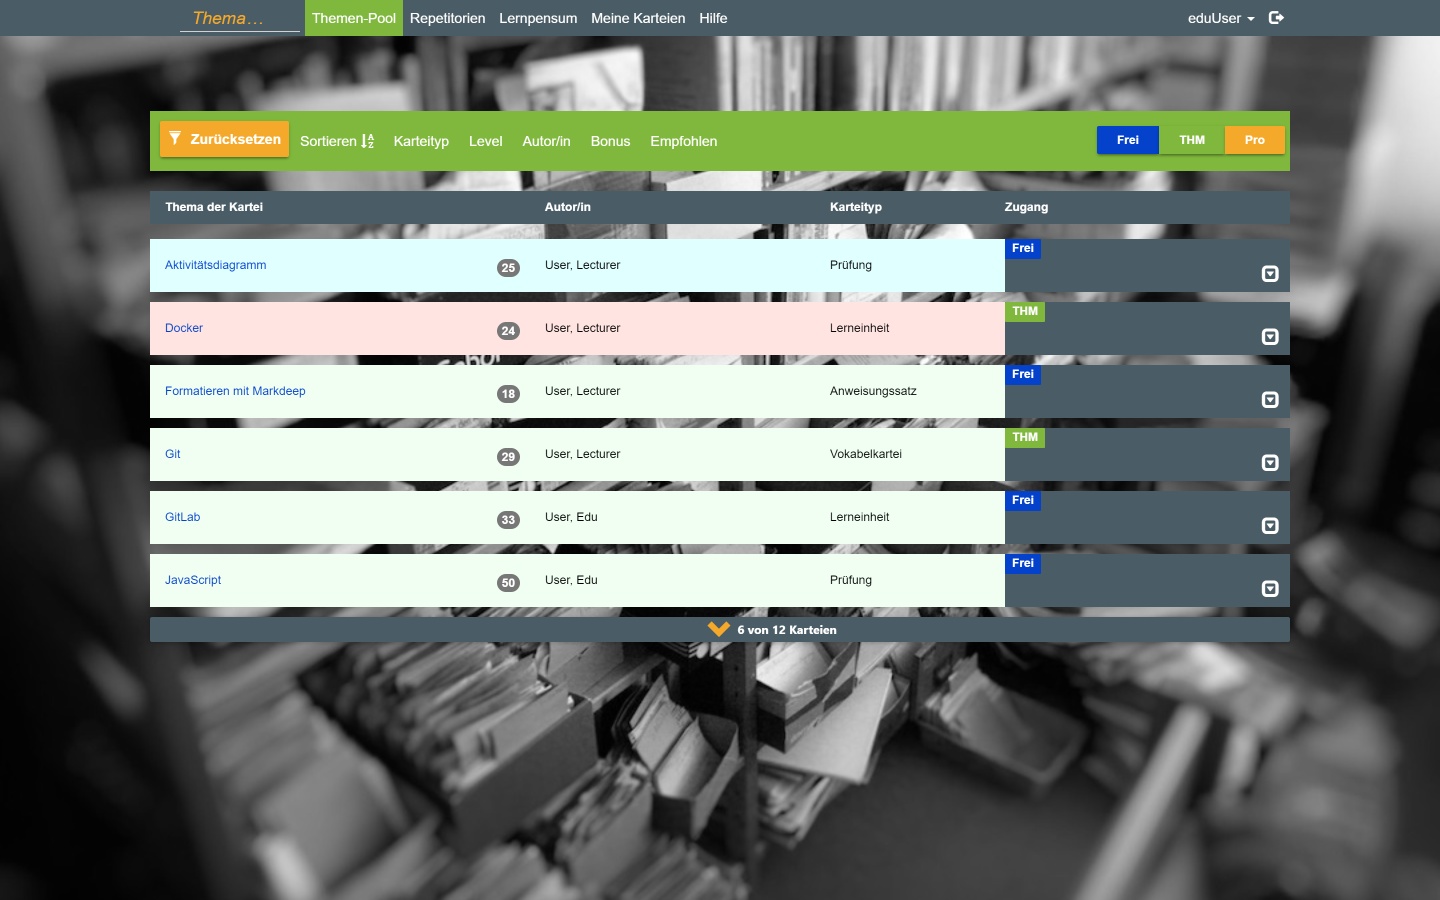 Thema... Themen-Pool Repetitorien Lernpensum Meine Karteien Hilfe eduUser
Zurücksetzen Sortieren Karteityp Level Autor/in Bonus Empfohlen Frei THM Pro
Thema der Kartei Autor/in Karteityp Zugang
Aktivitätsdiagramm 25 User, Lecturer Prüfung Frei
Docker 24 User, Lecturer Lerneinheit THM
Formatieren mit Markdeep 18 User, Lecturer Anweisungssatz Frei
Git 29 User, Lecturer Vokabelkartei THM
GitLab 33 User, Edu Lerneinheit Frei
JavaScript 50 User, Edu Prüfung Frei
6 von 12 Karteien